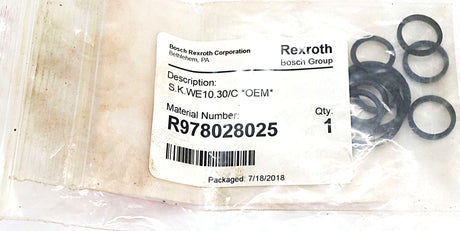 Bosch Rexroth Corporation
Bethlehem, PA
Rexroth
Bosch Group
Description:
S.K.WE10.30/C *OEM*
Material Number:
Qty:
R978028025
1
Packaged: 7/18/2018